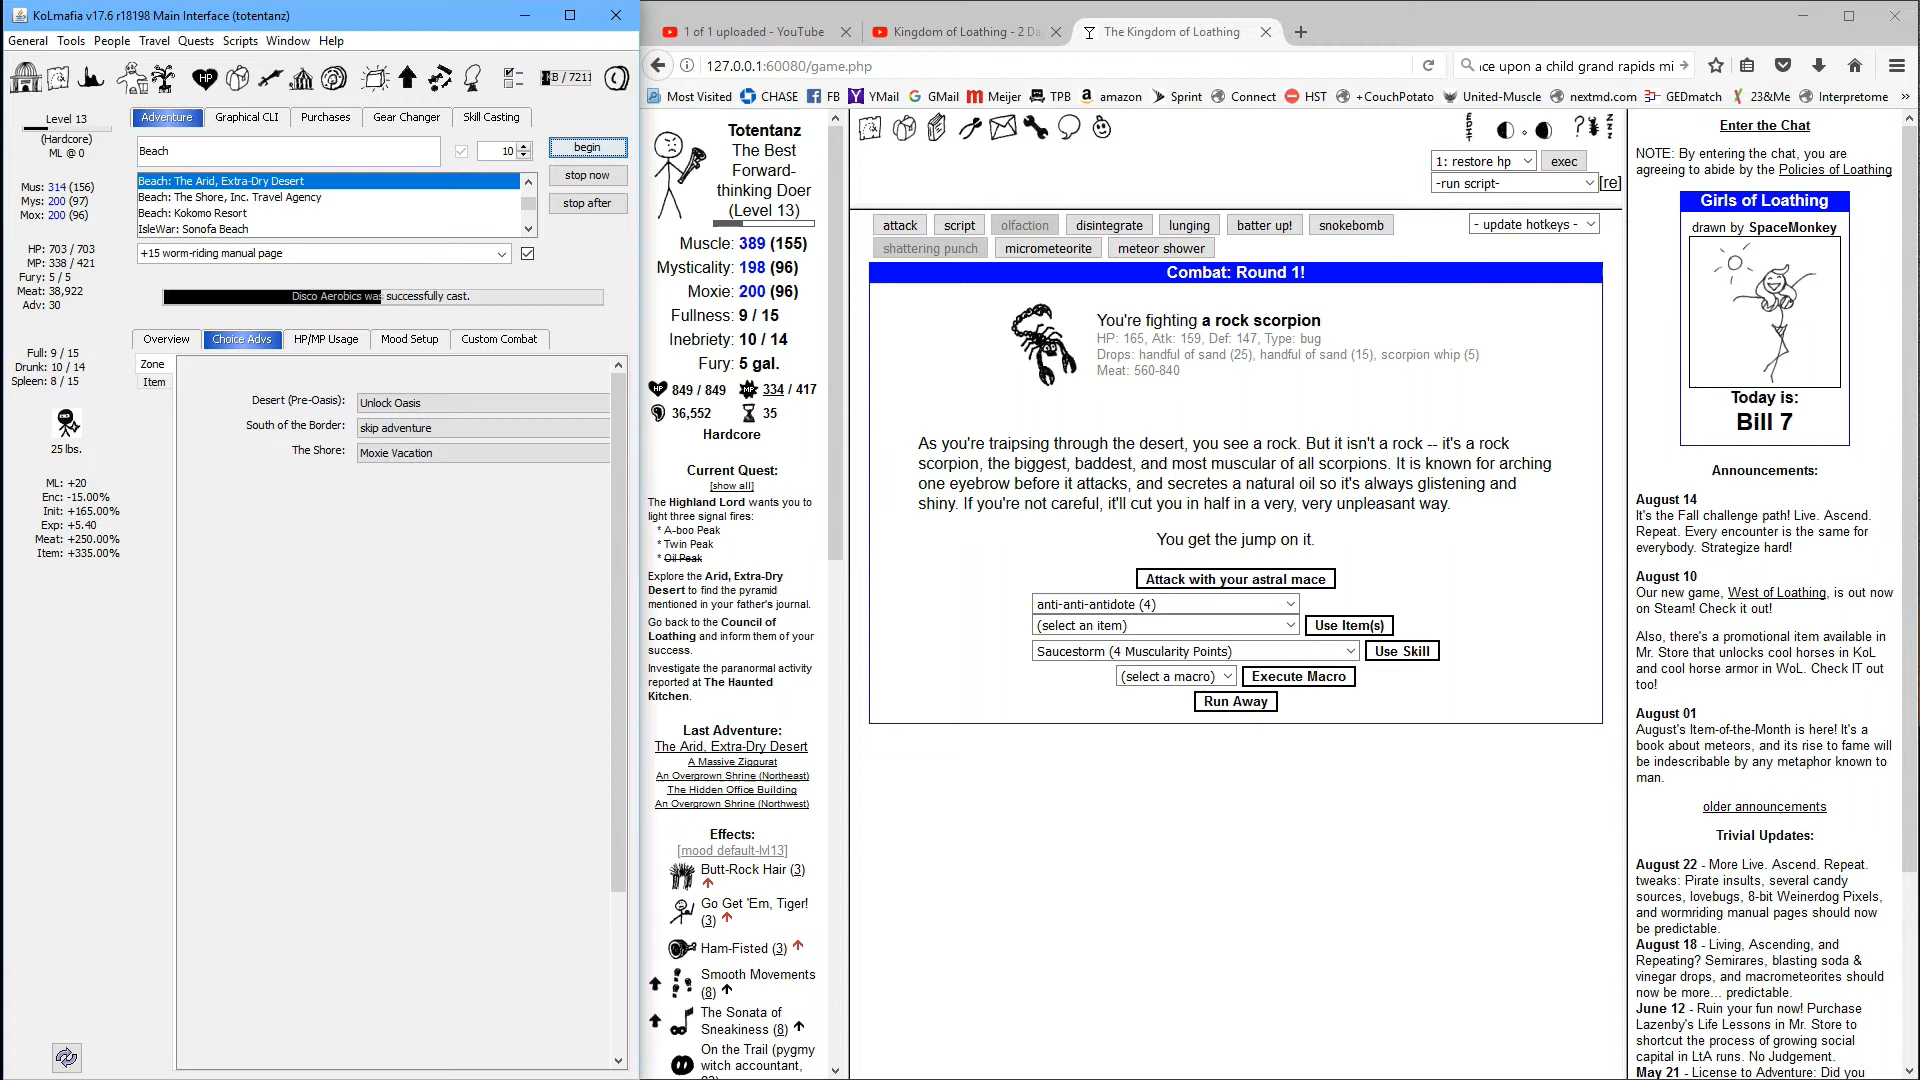 KoLmafia v17.6 r18198 Main Interface (totentanz)
General Tools People Travel Quests Scripts Window Help
HP
B / 7211
Level 13
(Hardcore)
ML @ 0
Mus: 314 (156)
Mys: 200 (97)
Mox: 200 (96)
HP: 703 / 703
MP: 338 / 421
Fury: 5 / 5
Meat: 38,922
Adv: 30
Full: 9 / 15
Drunk: 10 / 14
Spleen: 8 / 15
25 lbs.
ML: +20
Enc: -15.00%
Init: +165.00%
Exp: +5.40
Meat: +250.00%
Item: +335.00%
Adventure Graphical CLI Purchases Gear Changer Skill Casting
Beach
10
begin
stop now
stop after
Beach: The Arid, Extra-Dry Desert
Beach: The Shore, Inc. Travel Agency
Beach: Kokomo Resort
IsleWar: Sonofa Beach
+15 worm-riding manual page
Disco Aerobics was successfully cast.
Overview Choice Advs HP/MP Usage Mood Setup Custom Combat
Zone
Item
Desert (Pre-Oasis): Unlock Oasis
South of the Border: skip adventure
The Shore: Moxie Vacation
1 of 1 uploaded - YouTube
Kingdom of Loathing - 2 Da
The Kingdom of Loathing
127.0.0.1:60080/game.php
nce upon a child grand rapids mi
Most Visited CHASE FB YMail GMail Meijer TPB amazon Sprint Connect HST +CouchPotato United-Muscle nextmd.com GEDmatch 23&Me Interpretome
Totentanz
The Best
Forward-
thinking Doer
(Level 13)
Muscle: 389 (155)
Mysticality: 198 (96)
Moxie: 200 (96)
Fullness: 9 / 15
Inebriety: 10 / 14
Fury: 5 gal.
HP 849 / 849 MP 334 / 417
36,552 35
Hardcore
Current Quest:
[show all]
The Highland Lord wants you to
light three signal fires:
* A-boo Peak
* Twin Peak
* Oil Peak
Explore the Arid, Extra-Dry
Desert to find the pyramid
mentioned in your father's journal.
Go back to the Council of
Loathing and inform them of your
success.
Investigate the paranormal activity
reported at The Haunted
Kitchen.
Last Adventure:
The Arid, Extra-Dry Desert
A Massive Ziggurat
An Overgrown Shrine (Northeast)
The Hidden Office Building
An Overgrown Shrine (Northwest)
Effects:
[mood default-lvl13]
Butt-Rock Hair (3)
Go Get 'Em, Tiger!
(3)
Ham-Fisted (3)
Smooth Movements
(8)
The Sonata of
Sneakiness (8)
On the Trail (pygmy
witch accountant,
EDIT
1: restore hp exec
-run script- [re]
attack script olfaction disintegrate lunging batter up! snokebomb
- update hotkeys -
shattering punch micrometeorite meteor shower
Combat: Round 1!
You're fighting a rock scorpion
HP: 165, Atk: 159, Def: 147, Type: bug
Drops: handful of sand (25), handful of sand (15), scorpion whip (5)
Meat: 560-840
As you're traipsing through the desert, you see a rock. But it isn't a rock -- it's a rock
scorpion, the biggest, baddest, and most muscular of all scorpions. It is known for arching
one eyebrow before it attacks, and secretes a natural oil so it's always glistening and
shiny. If you're not careful, it'll cut you in half in a very, very unpleasant way.
You get the jump on it.
Attack with your astral mace
anti-anti-antidote (4)
(select an item) Use Item(s)
Saucestorm (4 Muscularity Points) Use Skill
(select a macro) Execute Macro
Run Away
Enter the Chat
NOTE: By entering the chat, you are
agreeing to abide by the Policies of Loathing
Girls of Loathing
drawn by SpaceMonkey
Today is:
Bill 7
Announcements:
August 14
It's the Fall challenge path! Live. Ascend.
Repeat. Every encounter is the same for
everybody. Strategize hard!
August 10
Our new game, West of Loathing, is out now
on Steam! Check it out!
Also, there's a promotional item available in
Mr. Store that unlocks cool horses in KoL
and cool horse armor in WoL. Check IT out
too!
August 01
August's Item-of-the-Month is here! It's a
book about meteors, and its rise to fame will
be indescribable by any metaphor known to
man.
older announcements
Trivial Updates:
August 22 - More Live. Ascend. Repeat.
tweaks: Pirate insults, several candy
sources, lovebugs, 8-bit Weinerdog Pixels,
and wormriding manual pages should now
be predictable.
August 18 - Living, Ascending, and
Repeating? Semirares, blasting soda &
vinegar drops, and macrometeorites should
now be more... predictable.
June 12 - Ruin your fun now! Purchase
Lazenby's Life Lessons in Mr. Store to
shortcut the process of growing social
capital in LtA runs. No Judgement.
May 21 - License to Adventure: Did you